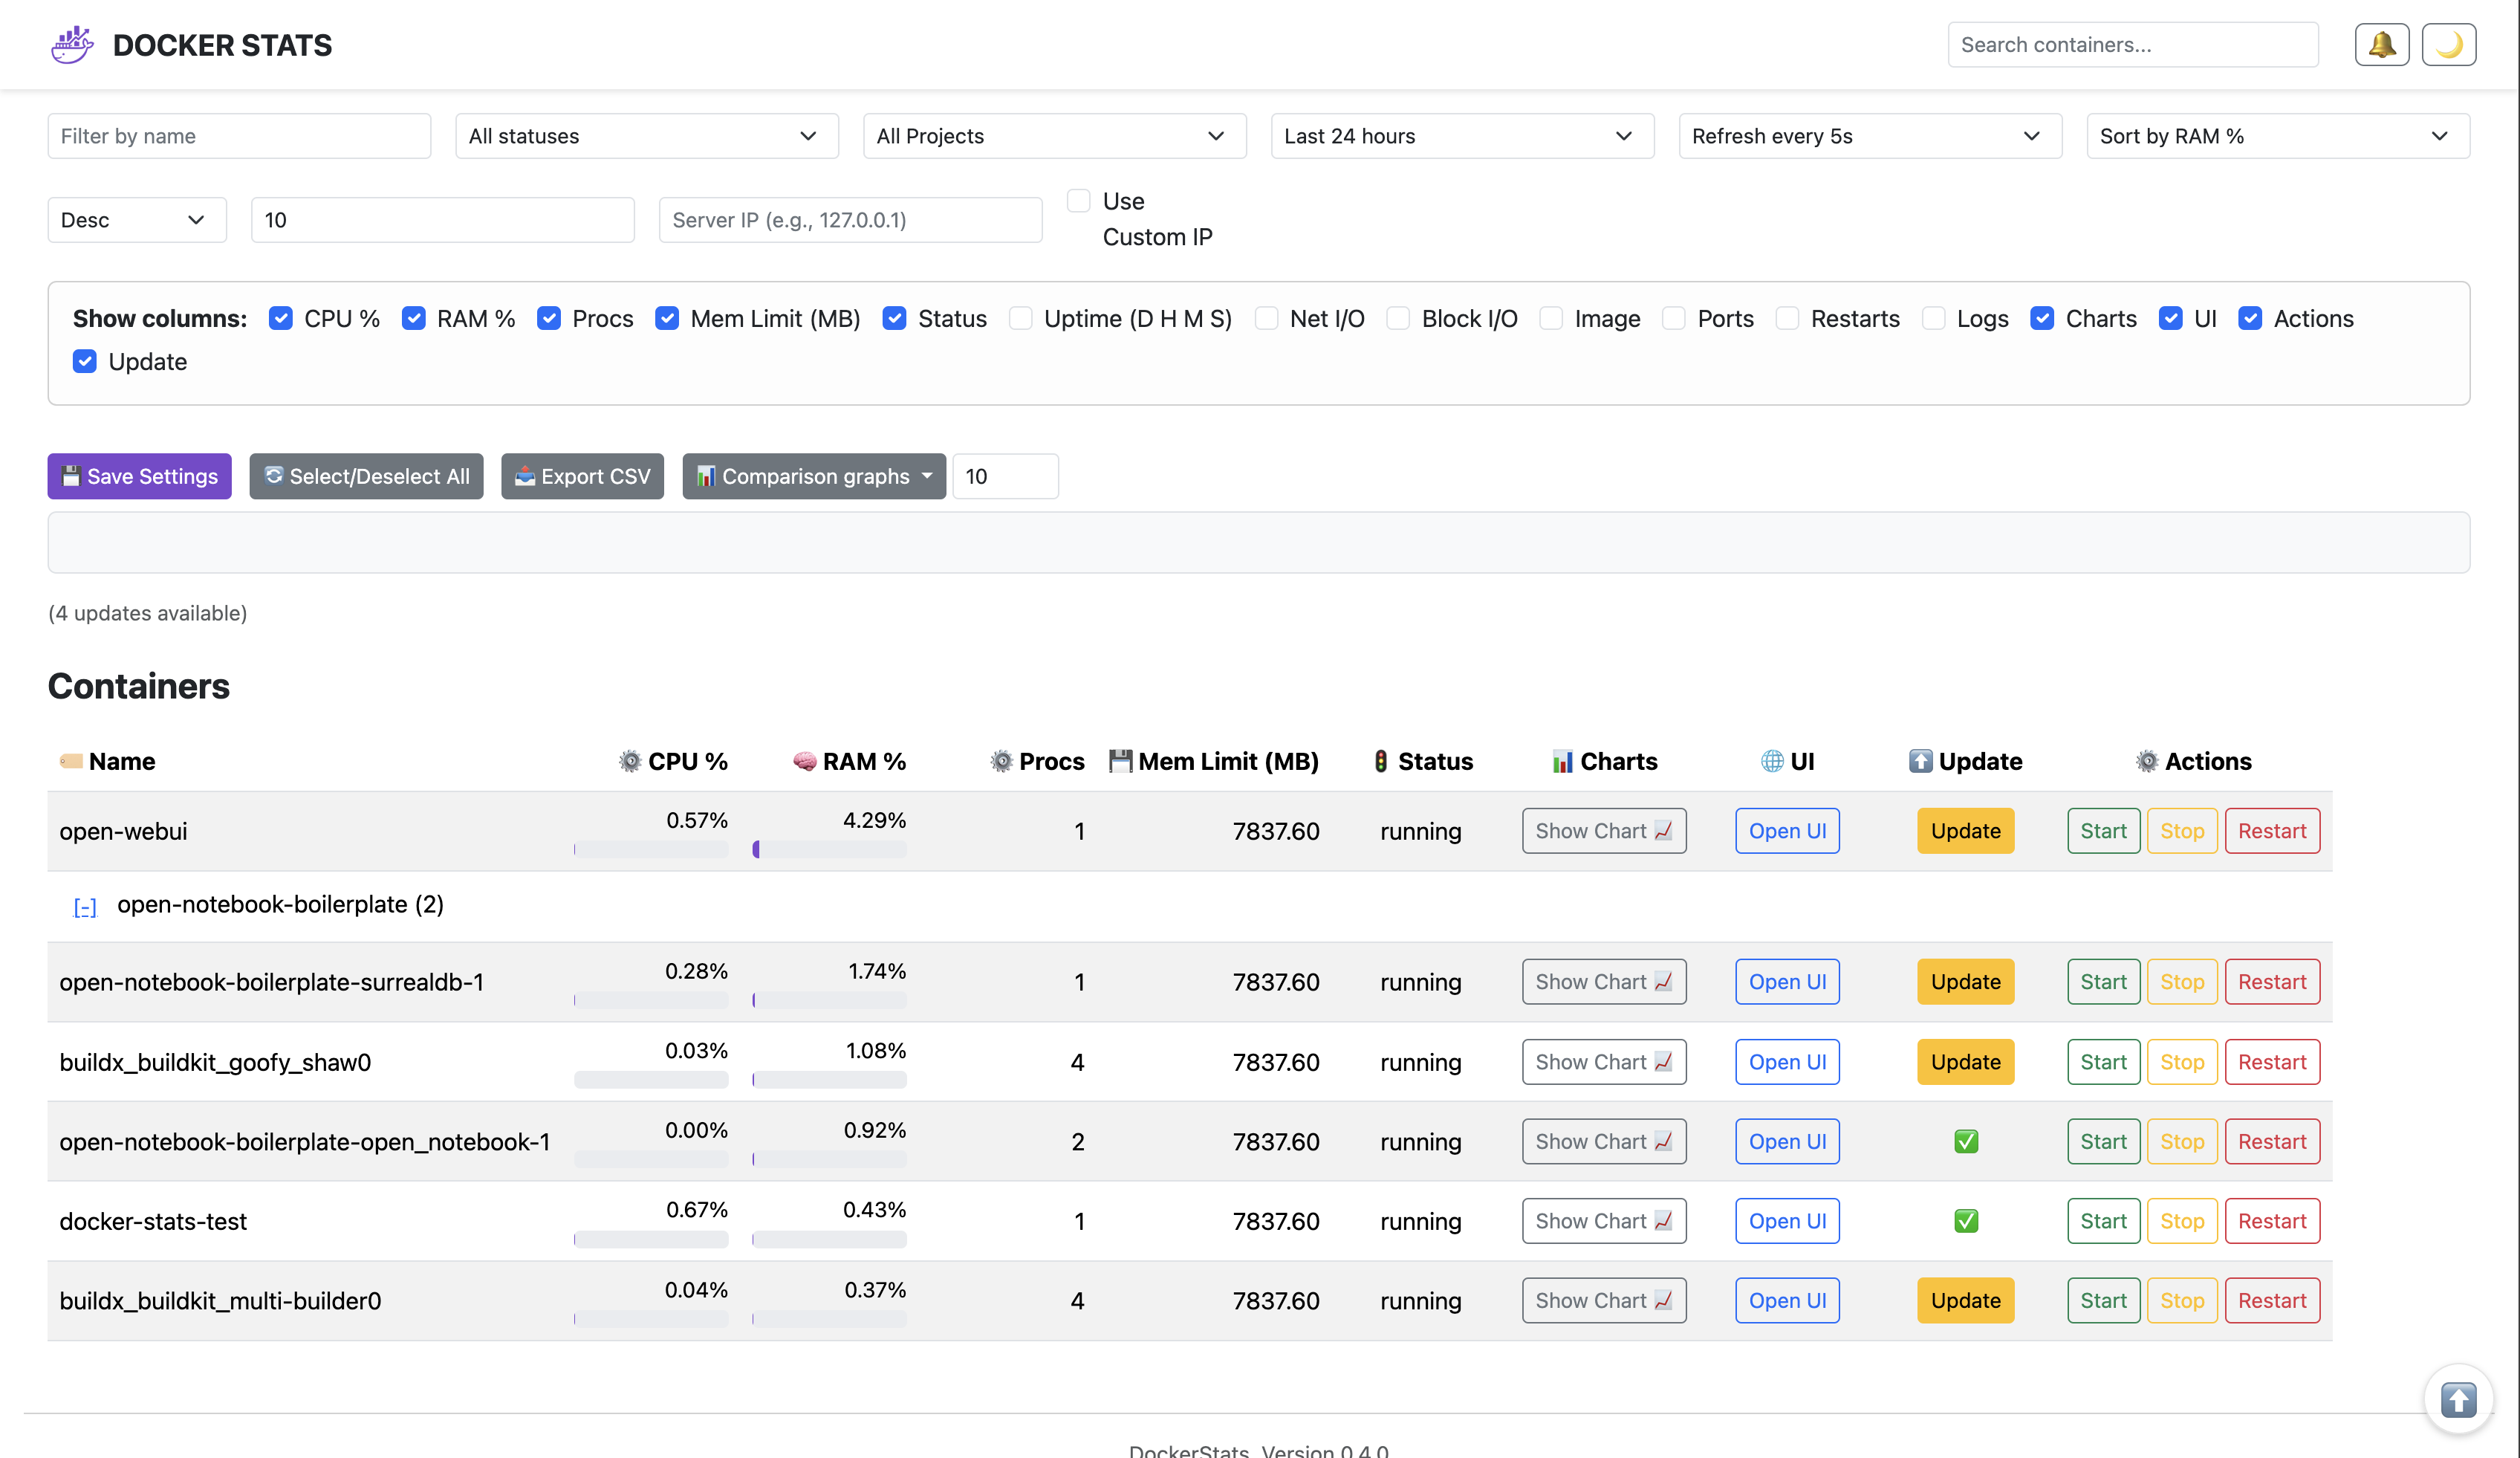 DOCKER STATS
Search containers...
Filter by name
All statuses
All Projects
Last 24 hours
Refresh every 5s
Sort by RAM %
Desc
10
Server IP (e.g., 127.0.0.1)
Use
Custom IP
Show columns: CPU % RAM % Procs Mem Limit (MB) Status Uptime (D H M S) Net I/O Block I/O Image Ports Restarts Logs Charts UI Actions
Update
Save Settings Select/Deselect All Export CSV Comparison graphs 10
(4 updates available)
Containers
Name CPU % RAM % Procs Mem Limit (MB) Status Charts UI Update Actions
open-webui 0.57% 4.29% 1 7837.60 running Show Chart Open UI Update Start Stop Restart
[-] open-notebook-boilerplate (2)
open-notebook-boilerplate-surrealdb-1 0.28% 1.74% 1 7837.60 running Show Chart Open UI Update Start Stop Restart
buildx_buildkit_goofy_shaw0 0.03% 1.08% 4 7837.60 running Show Chart Open UI Update Start Stop Restart
open-notebook-boilerplate-open_notebook-1 0.00% 0.92% 2 7837.60 running Show Chart Open UI Start Stop Restart
docker-stats-test 0.67% 0.43% 1 7837.60 running Show Chart Open UI Start Stop Restart
buildx_buildkit_multi-builder0 0.04% 0.37% 4 7837.60 running Show Chart Open UI Update Start Stop Restart
DockerStats Version 0.4.0